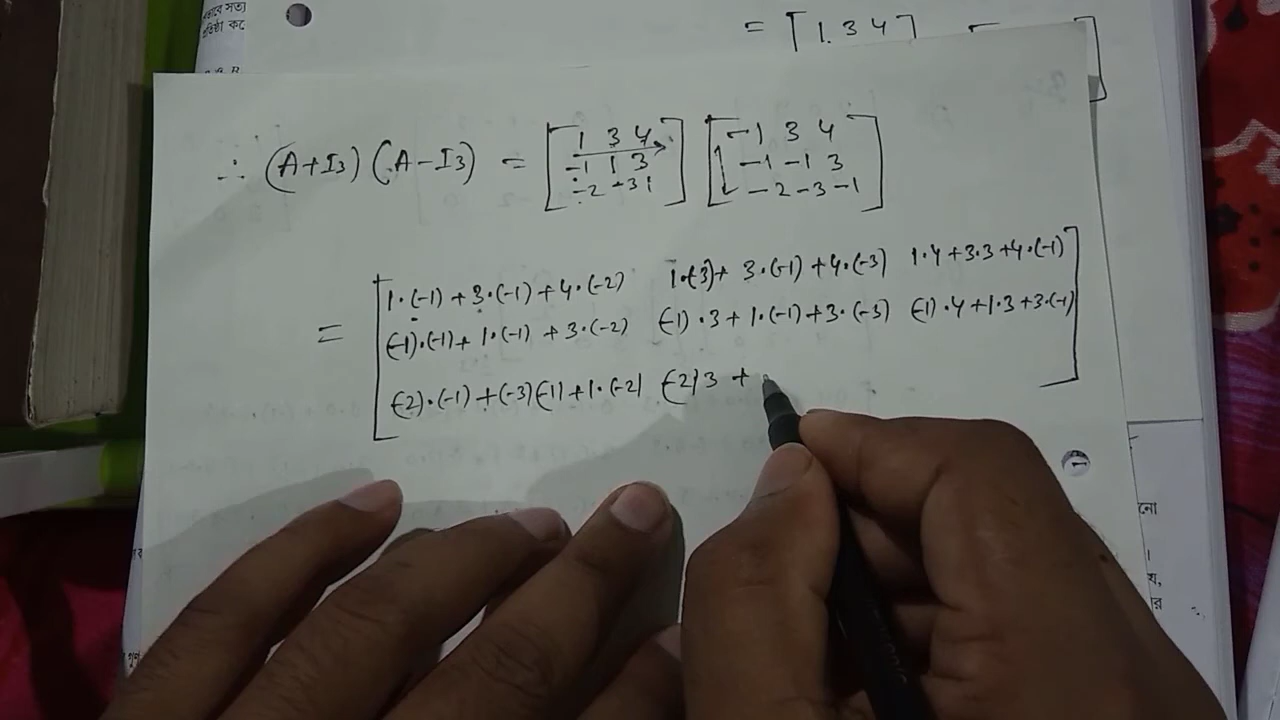 = [1. 3 4]
∴ (A+I3) (A-I3) = [1 3 4] [-1 3 4]
-1 1 3 -1 -1 3
-2 -3 1 -2 -3 -1
1·(-1) + 3·(-1) + 4·(-2) 1·(3) + 3·(-1) + 4·(-3) 1·4 + 3·3 + 4·(-1)
= (-1)·(-1) + 1·(-1) + 3·(-2) (-1)·3 + 1·(-1) + 3·(-3) (-1)·4 + 1·3 + 3·(-1)
(-2)·(-1) + (-3)(-1) + 1·(-2) (-2)3 +
নো
য,
র